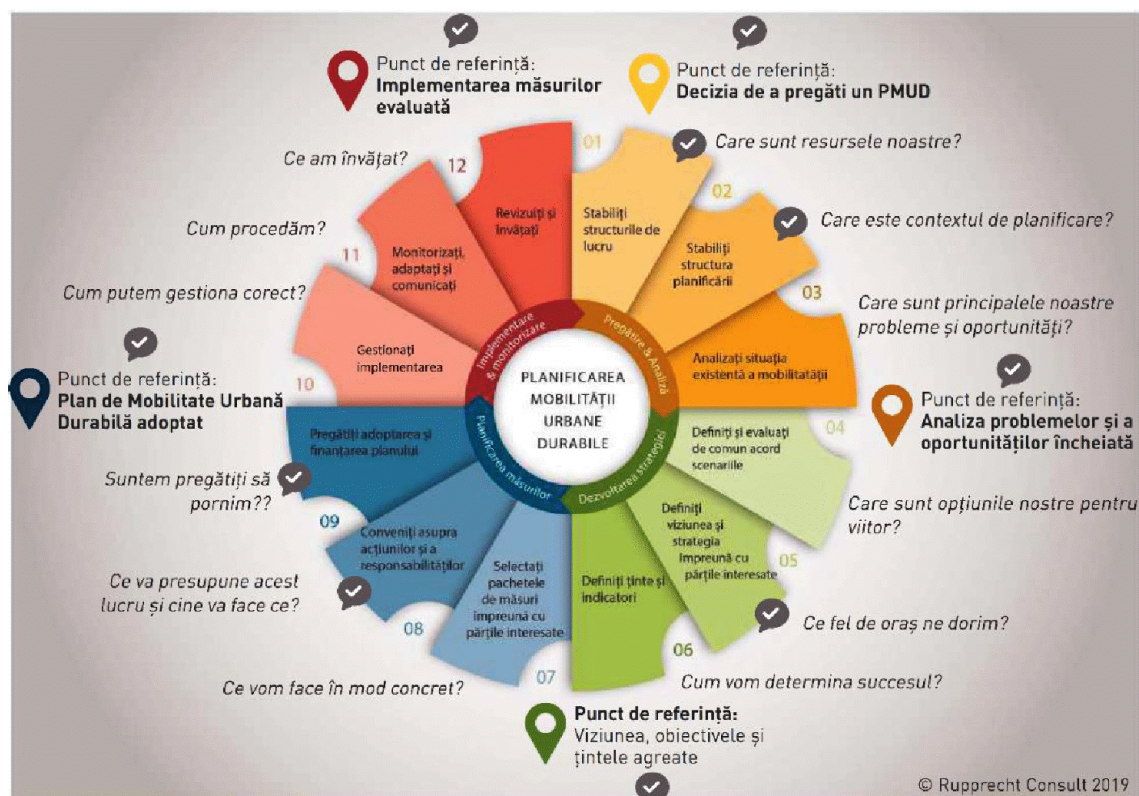 Punct de referință:
Implementarea măsurilor
evaluată
Punct de referință:
Decizia de a pregăti un PMUD
Ce am învățat?
12
01
Care sunt resursele noastre?
02
Revizuiți și
învățați
Stabiliți
structurile de
lucru
Cum procedăm?
11
Monitorizați,
adaptați și
comunicați
Stabiliți
structura
planificării
Care este contextul de planificare?
03
Cum putem gestiona corect?
Care sunt principalele noastre
probleme și oportunități?
Implementare
& monitorizare
Pregătire & Analiză
Gestionați
implementarea
10
Analizați situația
existentă a mobilitatății
PLANIFICAREA
MOBILITĂȚII
URBANE
DURABILE
Punct de referință:
Plan de Mobilitate Urbană
Durabilă adoptat
Punct de referință:
Analiza problemelor și a
oportunităților încheiată
Pregătiți adoptarea și
finanțarea planului
04
Definiți și evaluați
de comun acord
scenariile
Planificarea măsurilor
Dezvoltarea strategiei
Suntem pregătiți să
pornim??
09
Care sunt opțiunile nostre pentru
viitor?
Conveniți asupra
acțiunilor și a
responsabilităților
Definiți
viziunea și
strategia
împreună cu
părțile interesate
05
Selectați
pachetele
de măsuri
împreună cu
părțile interesate
Definiți ținte și
indicatori
Ce va presupune acest
lucru și cine va face ce?
08
Ce fel de oraș ne dorim?
06
07
Ce vom face în mod concret?
Cum vom determina succesul?
Punct de referință:
Viziunea, obiectivele și
țintele agreate
© Rupprecht Consult 2019